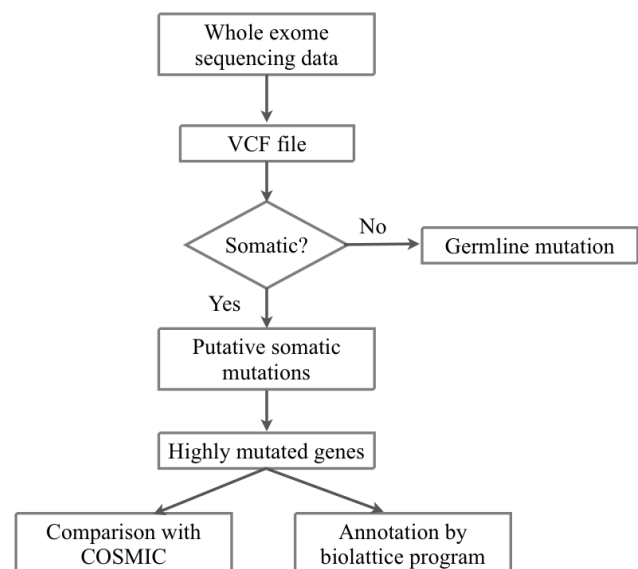 Whole exome
sequencing data
VCF file
Somatic?
No
Germline mutation
Yes
Putative somatic
mutations
Highly mutated genes
Comparison with
COSMIC
Annotation by
biolattice program